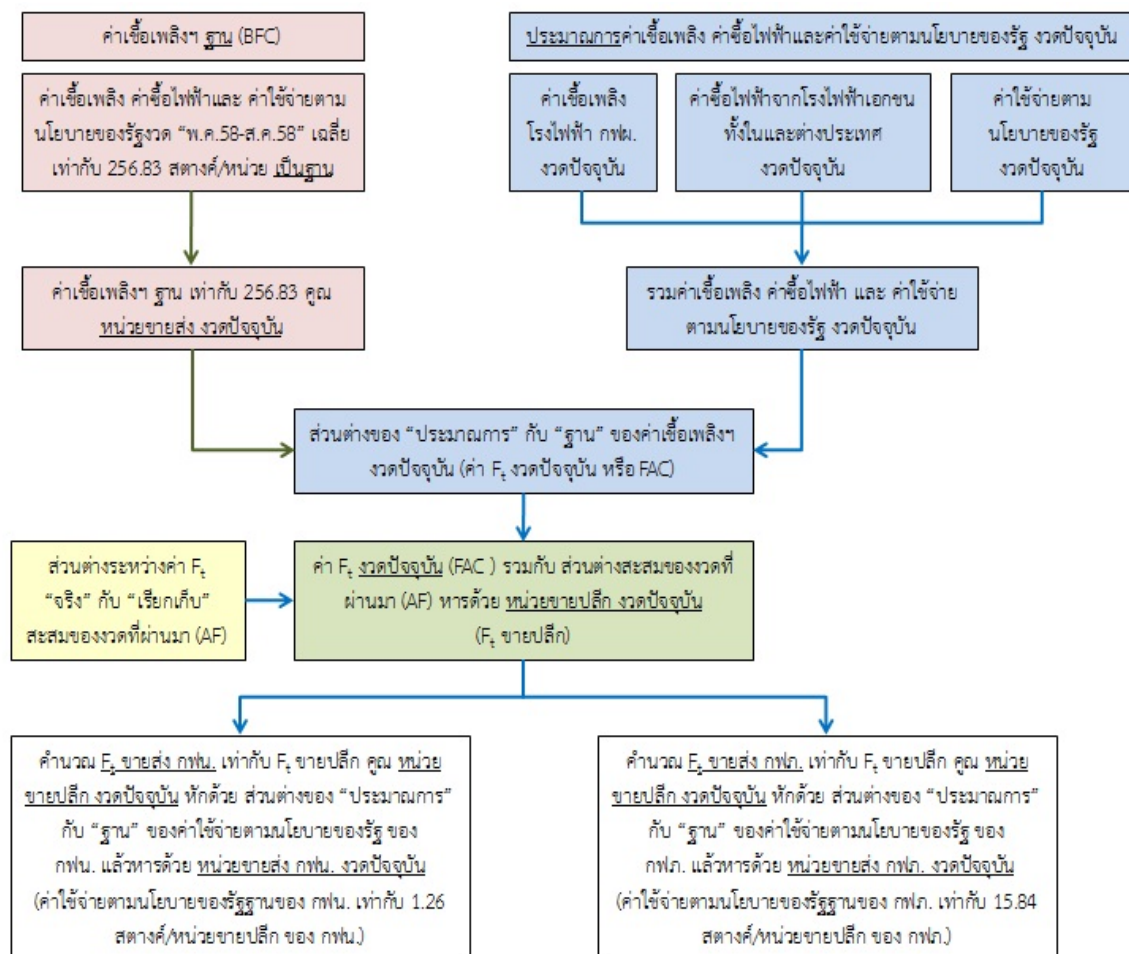 ค่าเชื้อเพลิงฯ ฐาน (BFC)
ค่าเชื้อเพลิง ค่าซื้อไฟฟ้าและ ค่าใช้จ่ายตาม
นโยบายของรัฐงวด “พ.ค.58-ส.ค.58” เฉลี่ย
เท่ากับ 256.83 สตางค์/หน่วย เป็นฐาน
ค่าเชื้อเพลิงฯ ฐาน เท่ากับ 256.83 คูณ
หน่วยขายส่ง งวดปัจจุบัน
ประมาณการค่าเชื้อเพลิง ค่าซื้อไฟฟ้าและค่าใช้จ่ายตามนโยบายของรัฐ งวดปัจจุบัน
ค่าเชื้อเพลิง
โรงไฟฟ้า กฟผ.
งวดปัจจุบัน
ค่าซื้อไฟฟ้าจากโรงไฟฟ้าเอกชน
ทั้งในและต่างประเทศ
งวดปัจจุบัน
ค่าใช้จ่ายตาม
นโยบายของรัฐ
งวดปัจจุบัน
รวมค่าเชื้อเพลิง ค่าซื้อไฟฟ้า และ ค่าใช้จ่าย
ตามนโยบายของรัฐ งวดปัจจุบัน
ส่วนต่างของ “ประมาณการ” กับ “ฐาน” ของค่าเชื้อเพลิงฯ
งวดปัจจุบัน (ค่า Fₜ งวดปัจจุบัน หรือ FAC)
ส่วนต่างระหว่างค่า Fₜ
“จริง” กับ “เรียกเก็บ”
สะสมของงวดที่ผ่านมา (AF)
ค่า Fₜ งวดปัจจุบัน (FAC ) รวมกับ ส่วนต่างสะสมของงวดที่
ผ่านมา (AF) หารด้วย หน่วยขายปลีก งวดปัจจุบัน
(Fₜ ขายปลีก)
คำนวณ Fₜ ขายส่ง กฟน. เท่ากับ Fₜ ขายปลีก คูณ หน่วย
ขายปลีก งวดปัจจุบัน หักด้วย ส่วนต่างของ “ประมาณการ”
กับ “ฐาน” ของค่าใช้จ่ายตามนโยบายของรัฐ ของ
กฟน. แล้วหารด้วย หน่วยขายส่ง กฟน. งวดปัจจุบัน
(ค่าใช้จ่ายตามนโยบายของรัฐฐานของ กฟน. เท่ากับ 1.26
สตางค์/หน่วยขายปลีก ของ กฟน.)
คำนวณ Fₜ ขายส่ง กฟภ. เท่ากับ Fₜ ขายปลีก คูณ หน่วย
ขายปลีก งวดปัจจุบัน หักด้วย ส่วนต่างของ “ประมาณการ”
กับ “ฐาน” ของค่าใช้จ่ายตามนโยบายของรัฐ ของ
กฟภ. แล้วหารด้วย หน่วยขายส่ง กฟภ. งวดปัจจุบัน
(ค่าใช้จ่ายตามนโยบายของรัฐฐานของ กฟภ. เท่ากับ 15.84
สตางค์/หน่วยขายปลีก ของ กฟภ.)